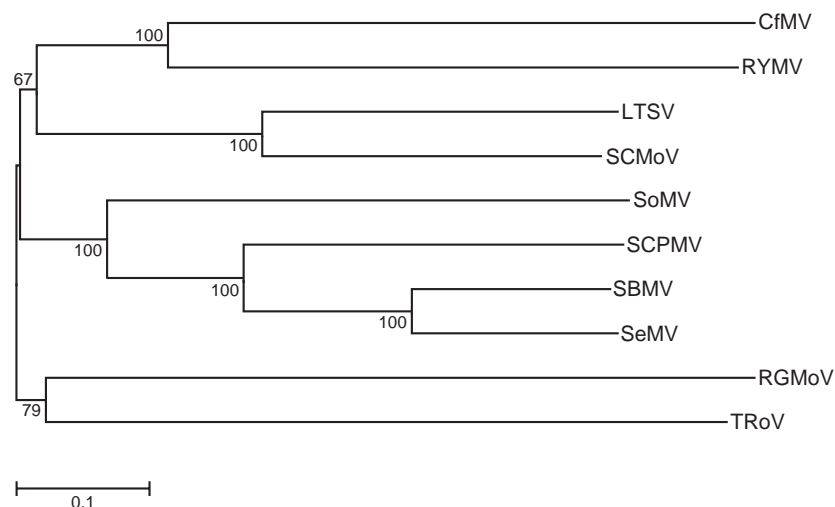 CfMV
100
RYMV
67
LTSV
100
SCMoV
SoMV
100
SCPMV
100
SBMV
100
SeMV
RGMoV
79
TRoV
0.1